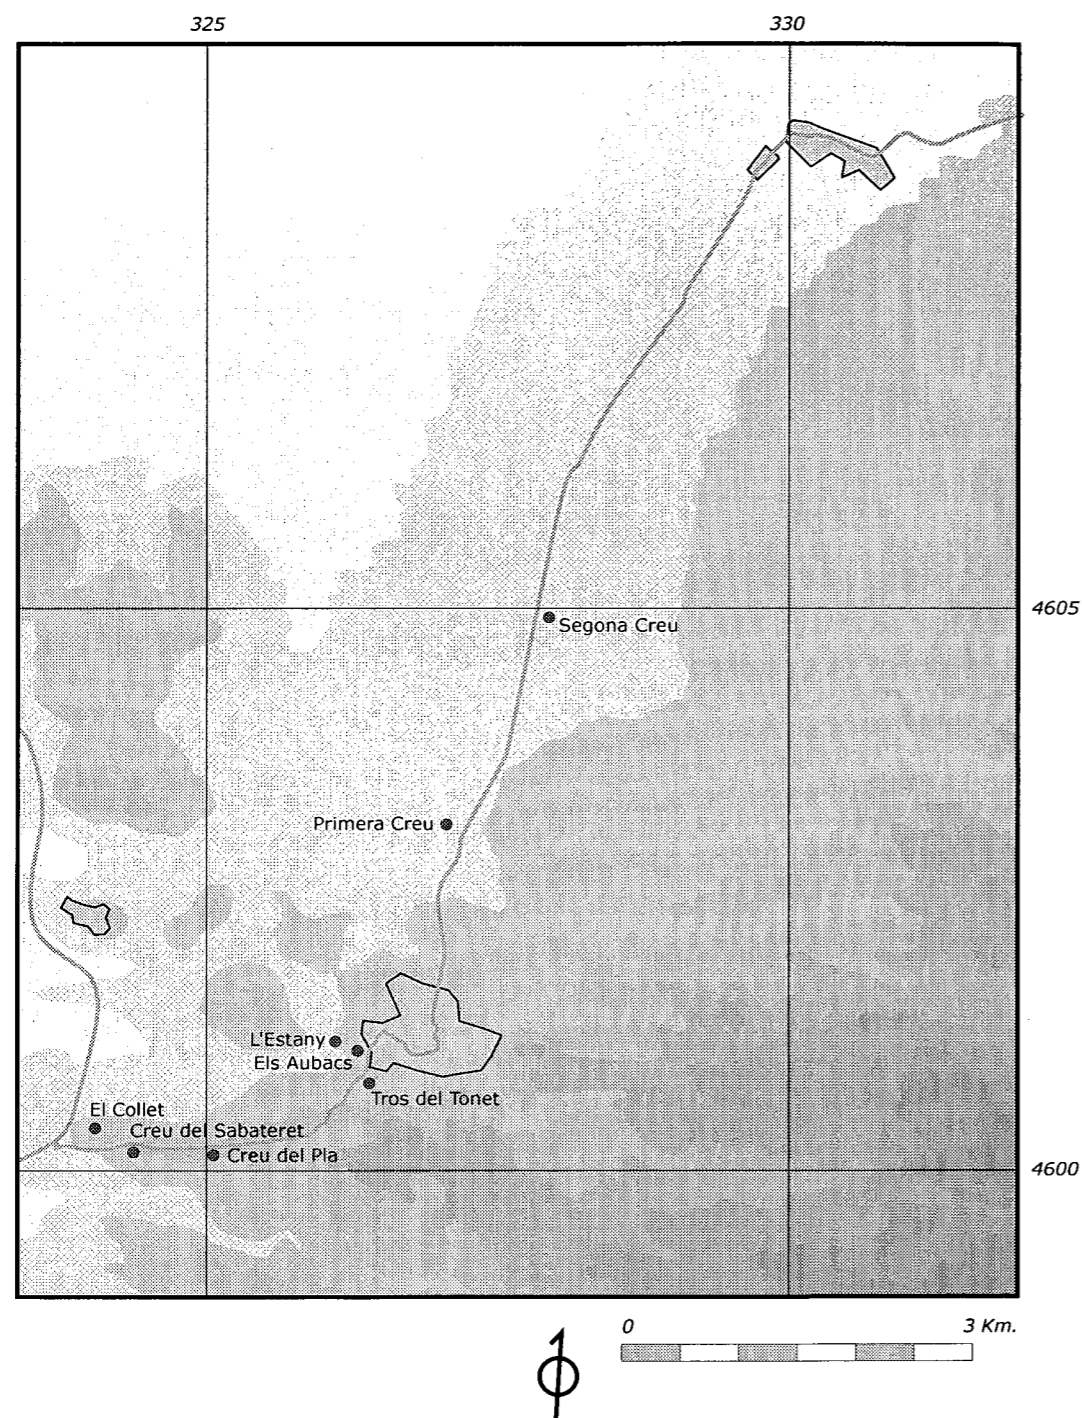 325
330
4605
Segona Creu
Primera Creu
L'Estany
Els Aubacs
Tros del Tonet
El Collet
Creu del Sabateret
Creu del Pla
4600
0
3 Km.